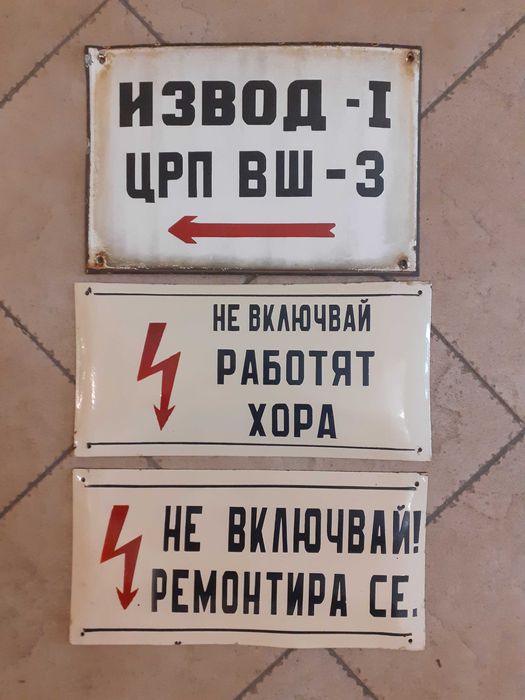 ИЗВОД - I
ЦРП ВШ - 3
НЕ ВКЛЮЧВАЙ
РАБОТЯТ
ХОРА
НЕ ВКЛЮЧВАЙ!
РЕМОНТИРА СЕ.